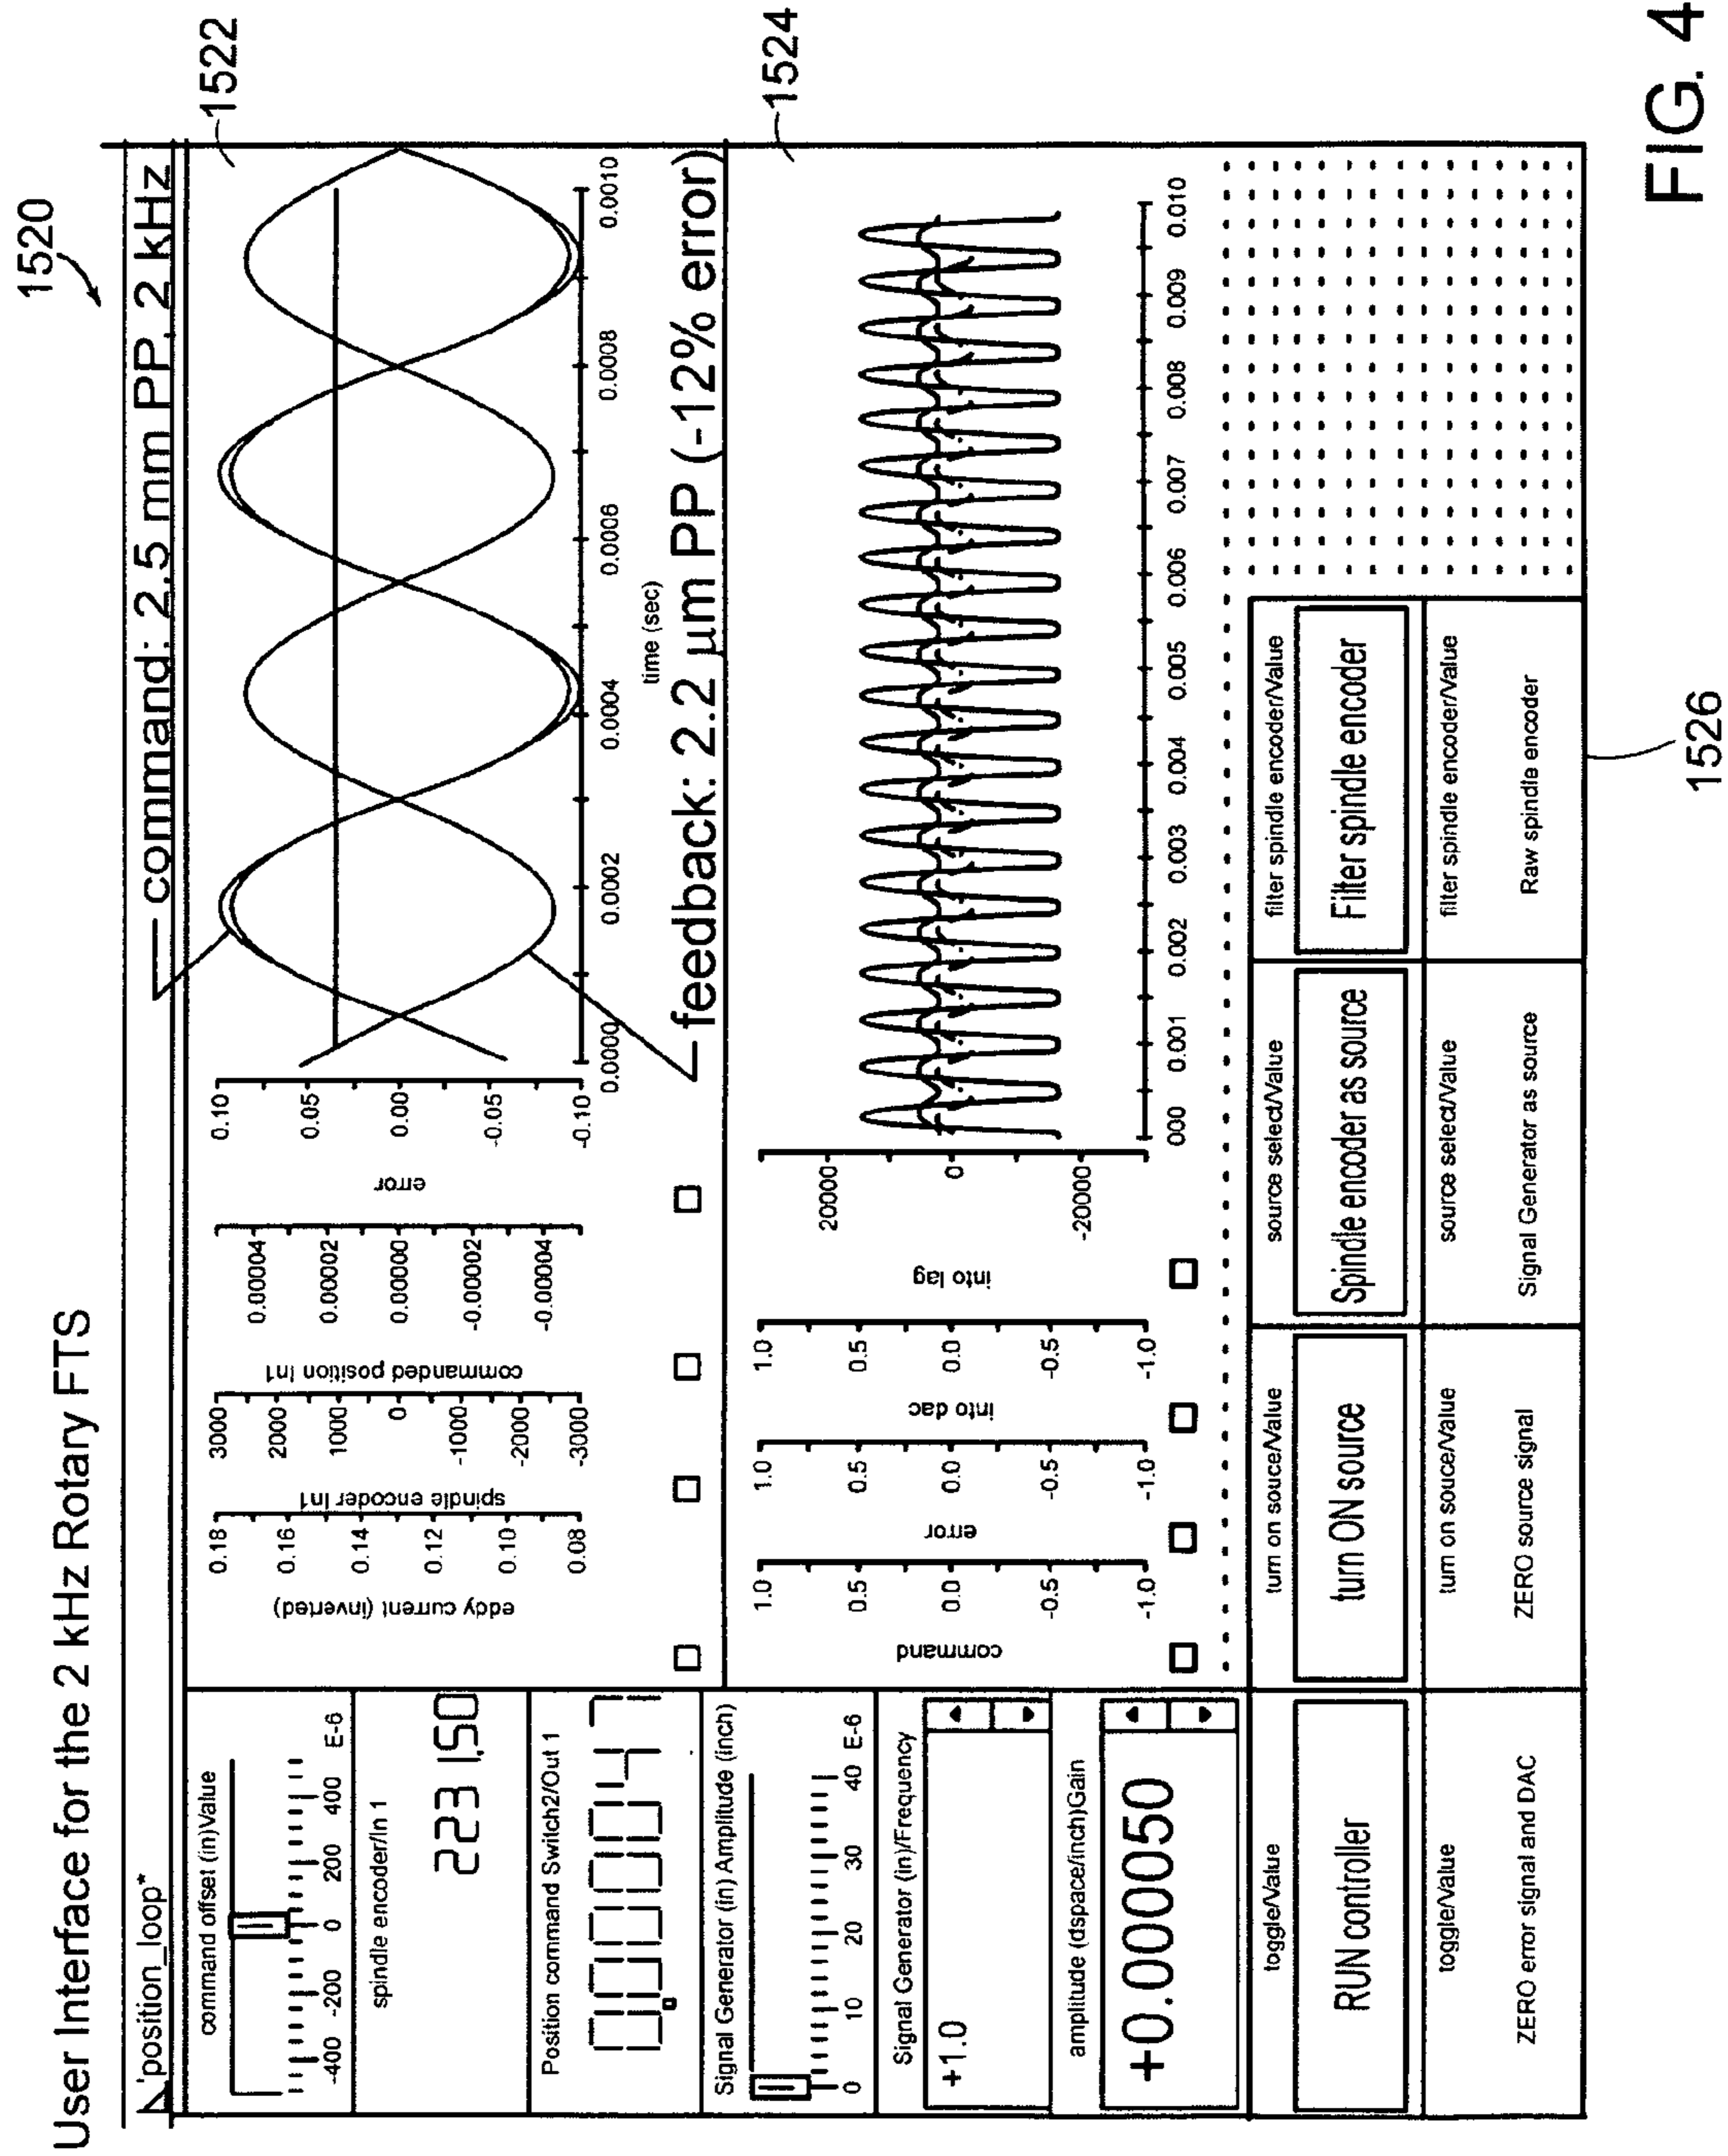 User Interface for the 2 kHz Rotary FTS
1520
'position_loop*
command: 2.5 mm PP, 2 kHz
1522
command offset (in)Value
-400 -200 0 200 400 E-6
spindle encoder/In 1
2231.50
Position command Switch2/Out 1
0.000047
Signal Generator (in) Amplitude (inch)
0 10 20 30 40 E-6
Signal Generator (in)/Frequency
+1.0
amplitude (dspace/inch)Gain
+0.000050
eddy current (inverted)
0.18
0.16
0.14
0.12
0.10
0.08
spindle encoder In1
3000
2000
1000
0
-1000
-2000
-3000
commanded position In1
0.00004
0.00002
0.00000
-0.00002
-0.00004
error
0.10
0.05
0.00
-0.05
-0.10
0.0000 0.0002 0.0004 0.0006 0.0008 0.0010
time (sec)
feedback: 2.2 μm PP (-12% error)
1524
command
1.0
0.5
0.0
-0.5
-1.0
error
1.0
0.5
0.0
-0.5
-1.0
into dac
1.0
0.5
0.0
-0.5
-1.0
into lag
20000
0
-20000
000 0.001 0.002 0.003 0.004 0.005 0.006 0.007 0.008 0.009 0.010
toggle/Value
turn on souce/Value
source select/Value
filter spindle encoder/Value
RUN controller
turn ON source
Spindle encoder as source
Filter spindle encoder
toggle/Value
turn on souce/Value
source select/Value
filter spindle encoder/Value
ZERO error signal and DAC
ZERO source signal
Signal Generator as source
Raw spindle encoder
1526
FIG. 4